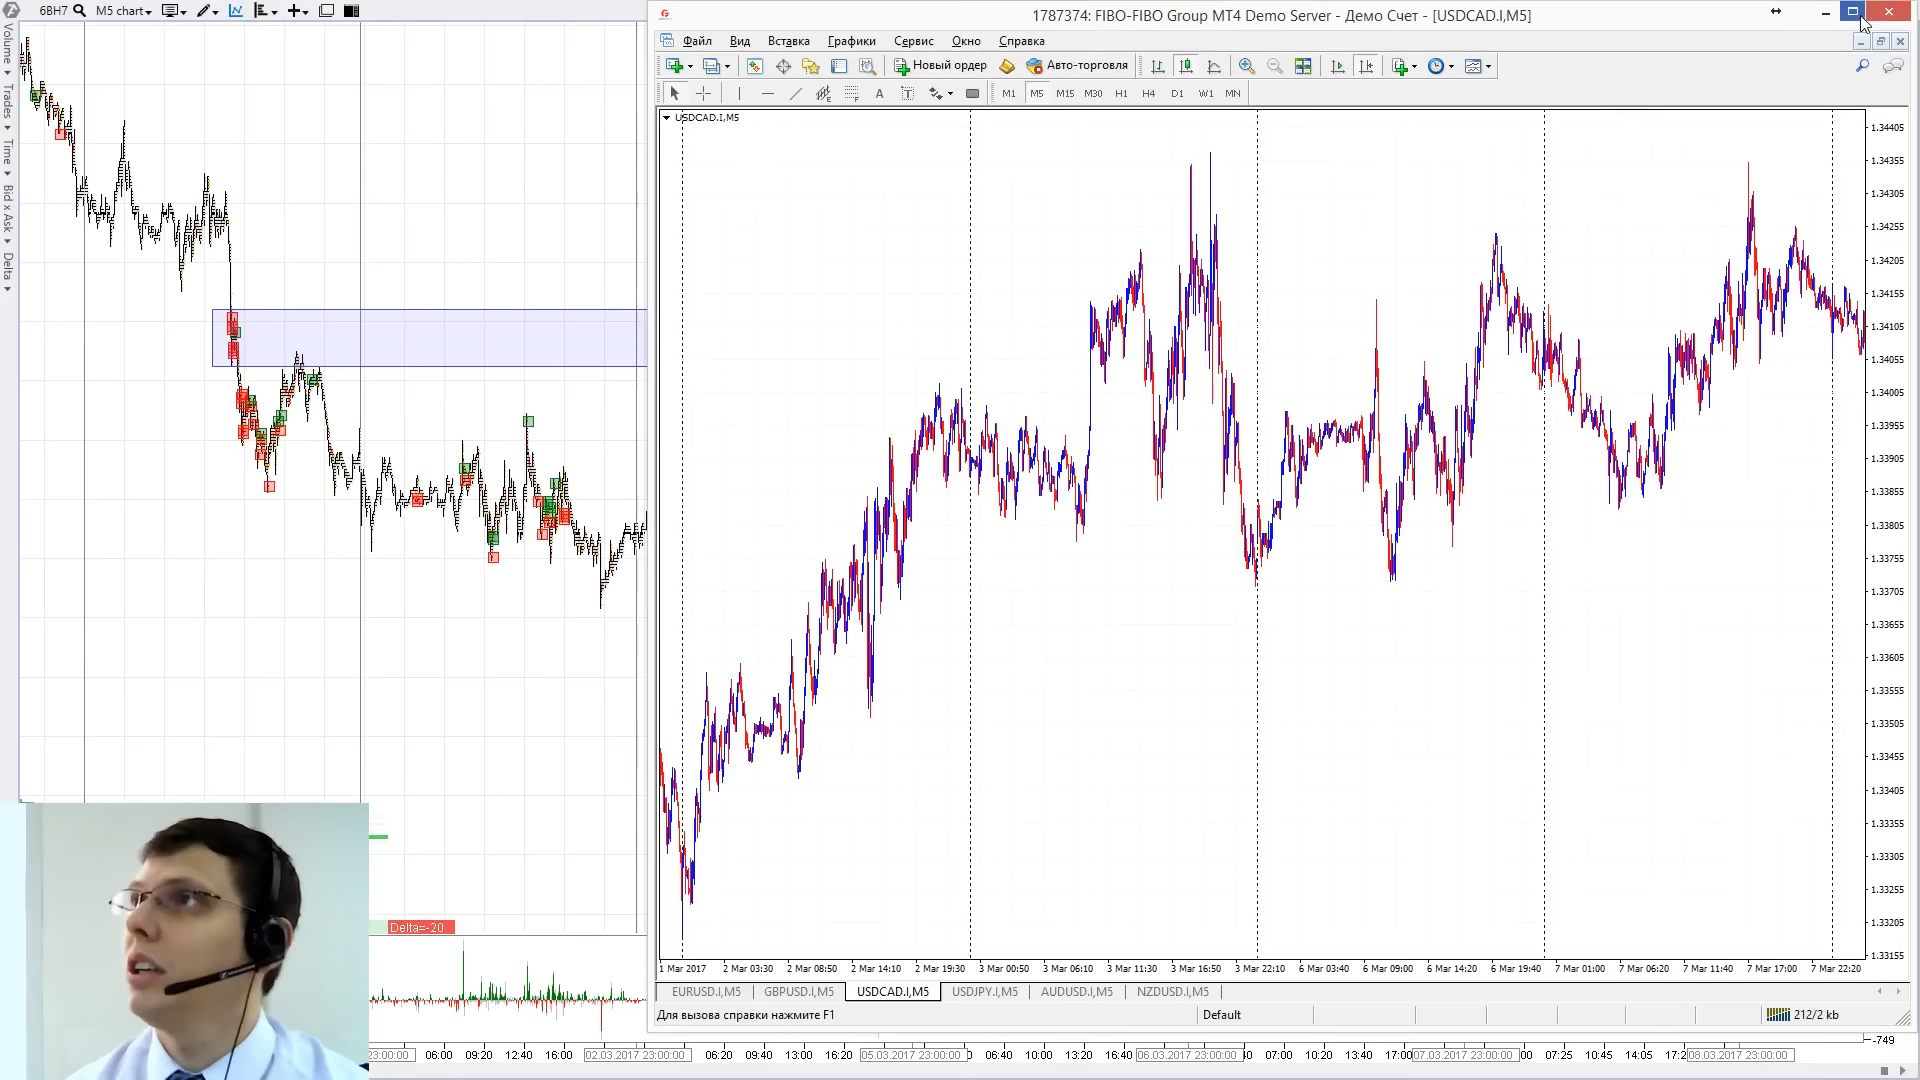 6BH7 M5 chart
1787374: FIBO-FIBO Group MT4 Demo Server - Демо Счет - [USDCAD.I,M5]
Файл Вид Вставка Графики Сервис Окно Справка
Новый ордер Авто-торговля
M1 M5 M15 M30 H1 H4 D1 W1 MN
Volume
Trades
Time
Bid x Ask
Delta
USDCAD.I,M5
1.34405
1.34355
1.34305
1.34255
1.34205
1.34155
1.34105
1.34055
1.34005
1.33955
1.33905
1.33855
1.33805
1.33755
1.33705
1.33655
1.33605
1.33555
1.33505
1.33455
1.33405
1.33355
1.33305
1.33255
1.33205
1.33155
Delta=-20
1 Mar 2017 2 Mar 03:30 2 Mar 08:50 2 Mar 14:10 2 Mar 19:30 3 Mar 00:50 3 Mar 06:10 3 Mar 11:30 3 Mar 16:50 3 Mar 22:10 6 Mar 03:40 6 Mar 09:00 6 Mar 14:20 6 Mar 19:40 7 Mar 01:00 7 Mar 06:20 7 Mar 11:40 7 Mar 17:00 7 Mar 22:20
EURUSD.I,M5 GBPUSD.I,M5 USDCAD.I,M5 USDJPY.I,M5 AUDUSD.I,M5 NZDUSD.I,M5
Для вызова справки нажмите F1 Default 212/2 kb
-749
23:00:00 06:00 09:20 12:40 16:00 02.03.2017 23:00:00 06:20 09:40 13:00 16:20 05.03.2017 23:00:00 06:40 10:00 13:20 16:40 06.03.2017 23:00:00 07:00 10:20 13:40 17:00 07.03.2017 23:00:00 07:25 10:45 14:05 08.03.2017 23:00:00